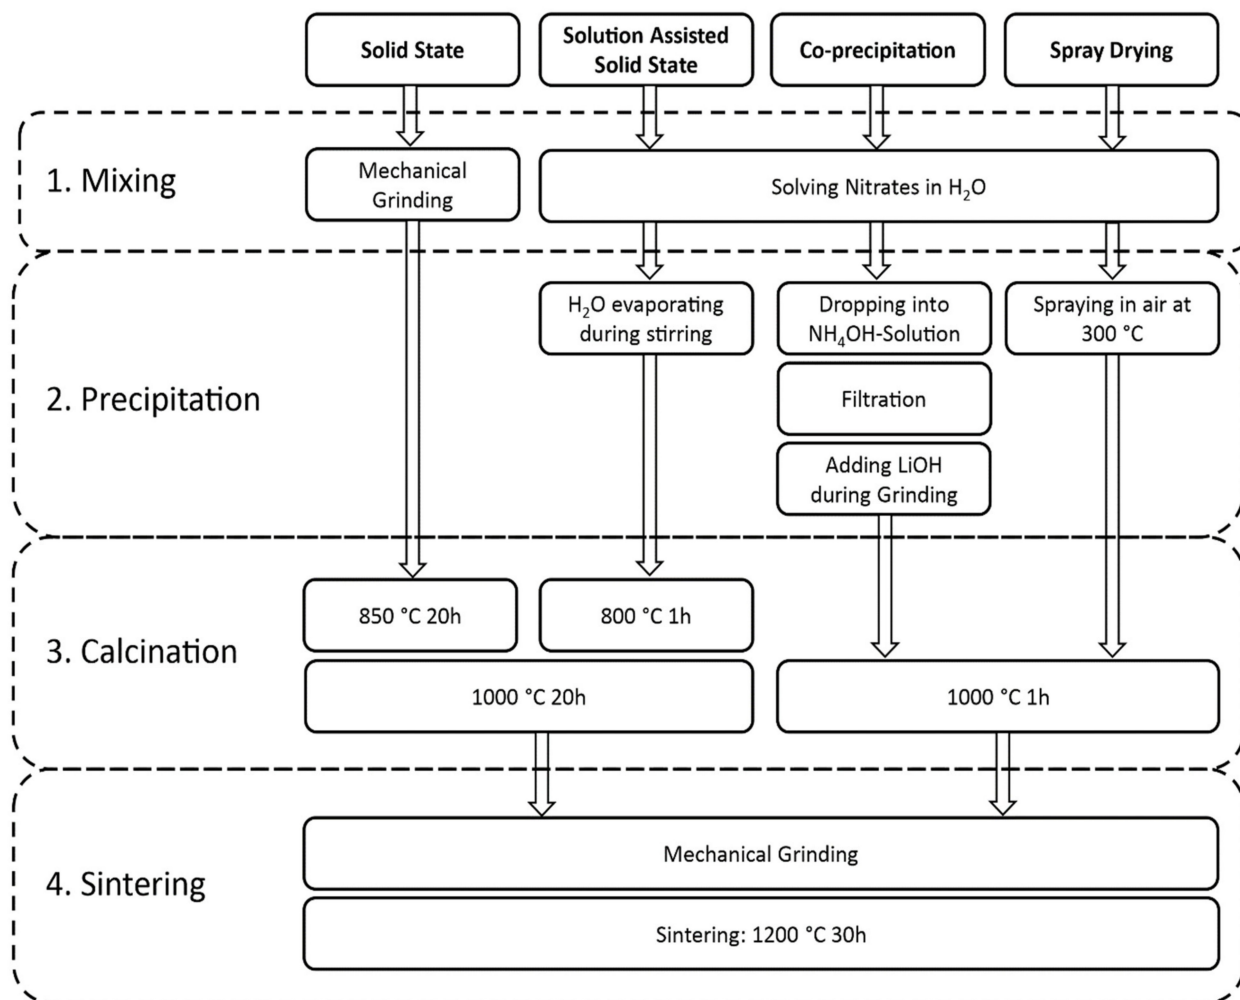 Solid State
Solution Assisted
Solid State
Co-precipitation
Spray Drying
1. Mixing
Mechanical
Grinding
Solving Nitrates in H₂O
2. Precipitation
H₂O evaporating
during stirring
Dropping into
NH₄OH-Solution
Spraying in air at
300 °C
Filtration
Adding LiOH
during Grinding
3. Calcination
850 °C 20h
800 °C 1h
1000 °C 20h
1000 °C 1h
4. Sintering
Mechanical Grinding
Sintering: 1200 °C 30h